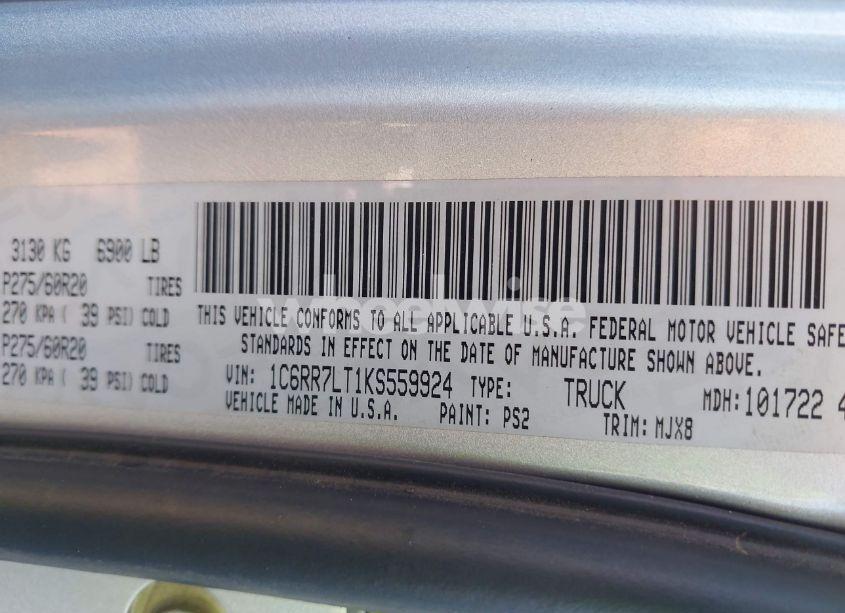 3130 KG 6900 LB
P275/60R20 TIRES
270 KPA ( 39 PSI) COLD
P275/60R20 TIRES
270 KPA ( 39 PSI) COLD
THIS VEHICLE CONFORMS TO ALL APPLICABLE U.S.A. FEDERAL MOTOR VEHICLE SAFE
STANDARDS IN EFFECT ON THE DATE OF MANUFACTURE SHOWN ABOVE.
VIN: 1C6RR7LT1KS559924 TYPE: TRUCK MDH: 101722 4
VEHICLE MADE IN U.S.A. PAINT: PS2 TRIM: MJX8
wheelwise